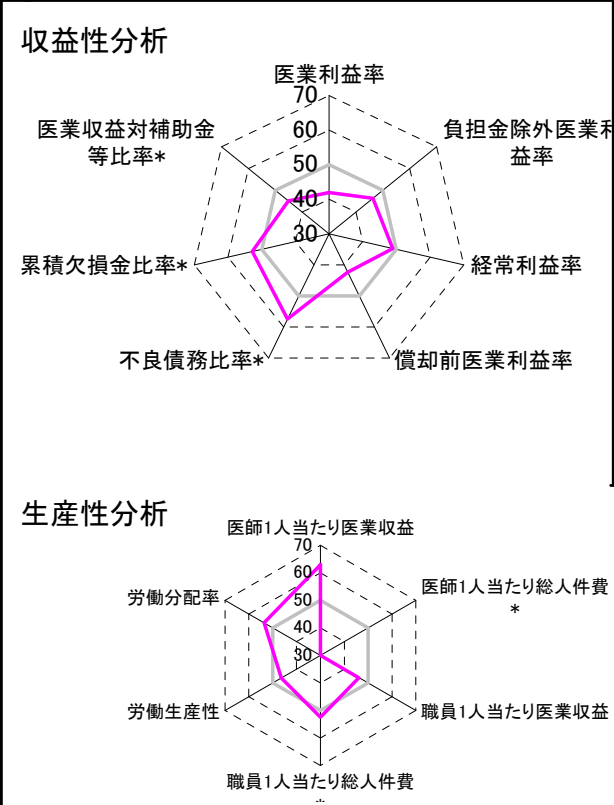 収益性分析
医業利益率
70
60
50
40
30
負担金除外医業利
益率
経常利益率
償却前医業利益率
不良債務比率*
累積欠損金比率*
医業収益対補助金
等比率*
生産性分析
医師1人当たり医業収益
70
60
50
40
30
医師1人当たり総人件費
*
職員1人当たり医業収益
職員1人当たり総人件費
*
労働生産性
労働分配率